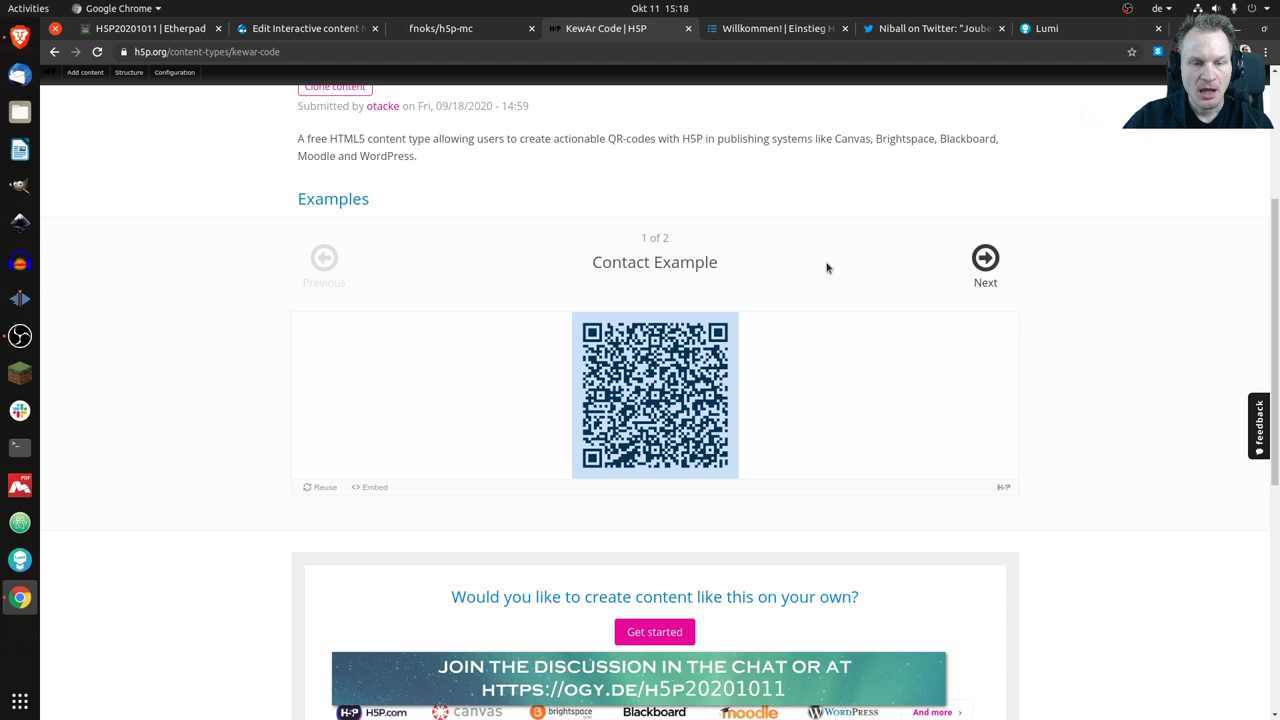 Activities
Google Chrome
Okt 11 15:18
H5P20201011 | Etherpad
Edit Interactive content
fnoks/h5p-mc
KewAr Code | H5P
Willkommen! | Einstieg
Niball on Twitter: "Joube
Lumi
h5p.org/content-types/kewar-code
Add content
Structure
Configuration
Clone content
Submitted by otacke on Fri, 09/18/2020 - 14:59
A free HTML5 content type allowing users to create actionable QR-codes with H5P in publishing systems like Canvas, Brightspace, Blackboard,
Moodle and WordPress.
Examples
1 of 2
Contact Example
Previous
Next
feedback
Reuse
Embed
H5P
Would you like to create content like this on your own?
Get started
JOIN THE DISCUSSION IN THE CHAT OR AT
HTTPS://OGY.DE/H5P20201011
H5P H5P.com
canvas
brightspace
Blackboard
moodle
WORDPRESS
And more ›